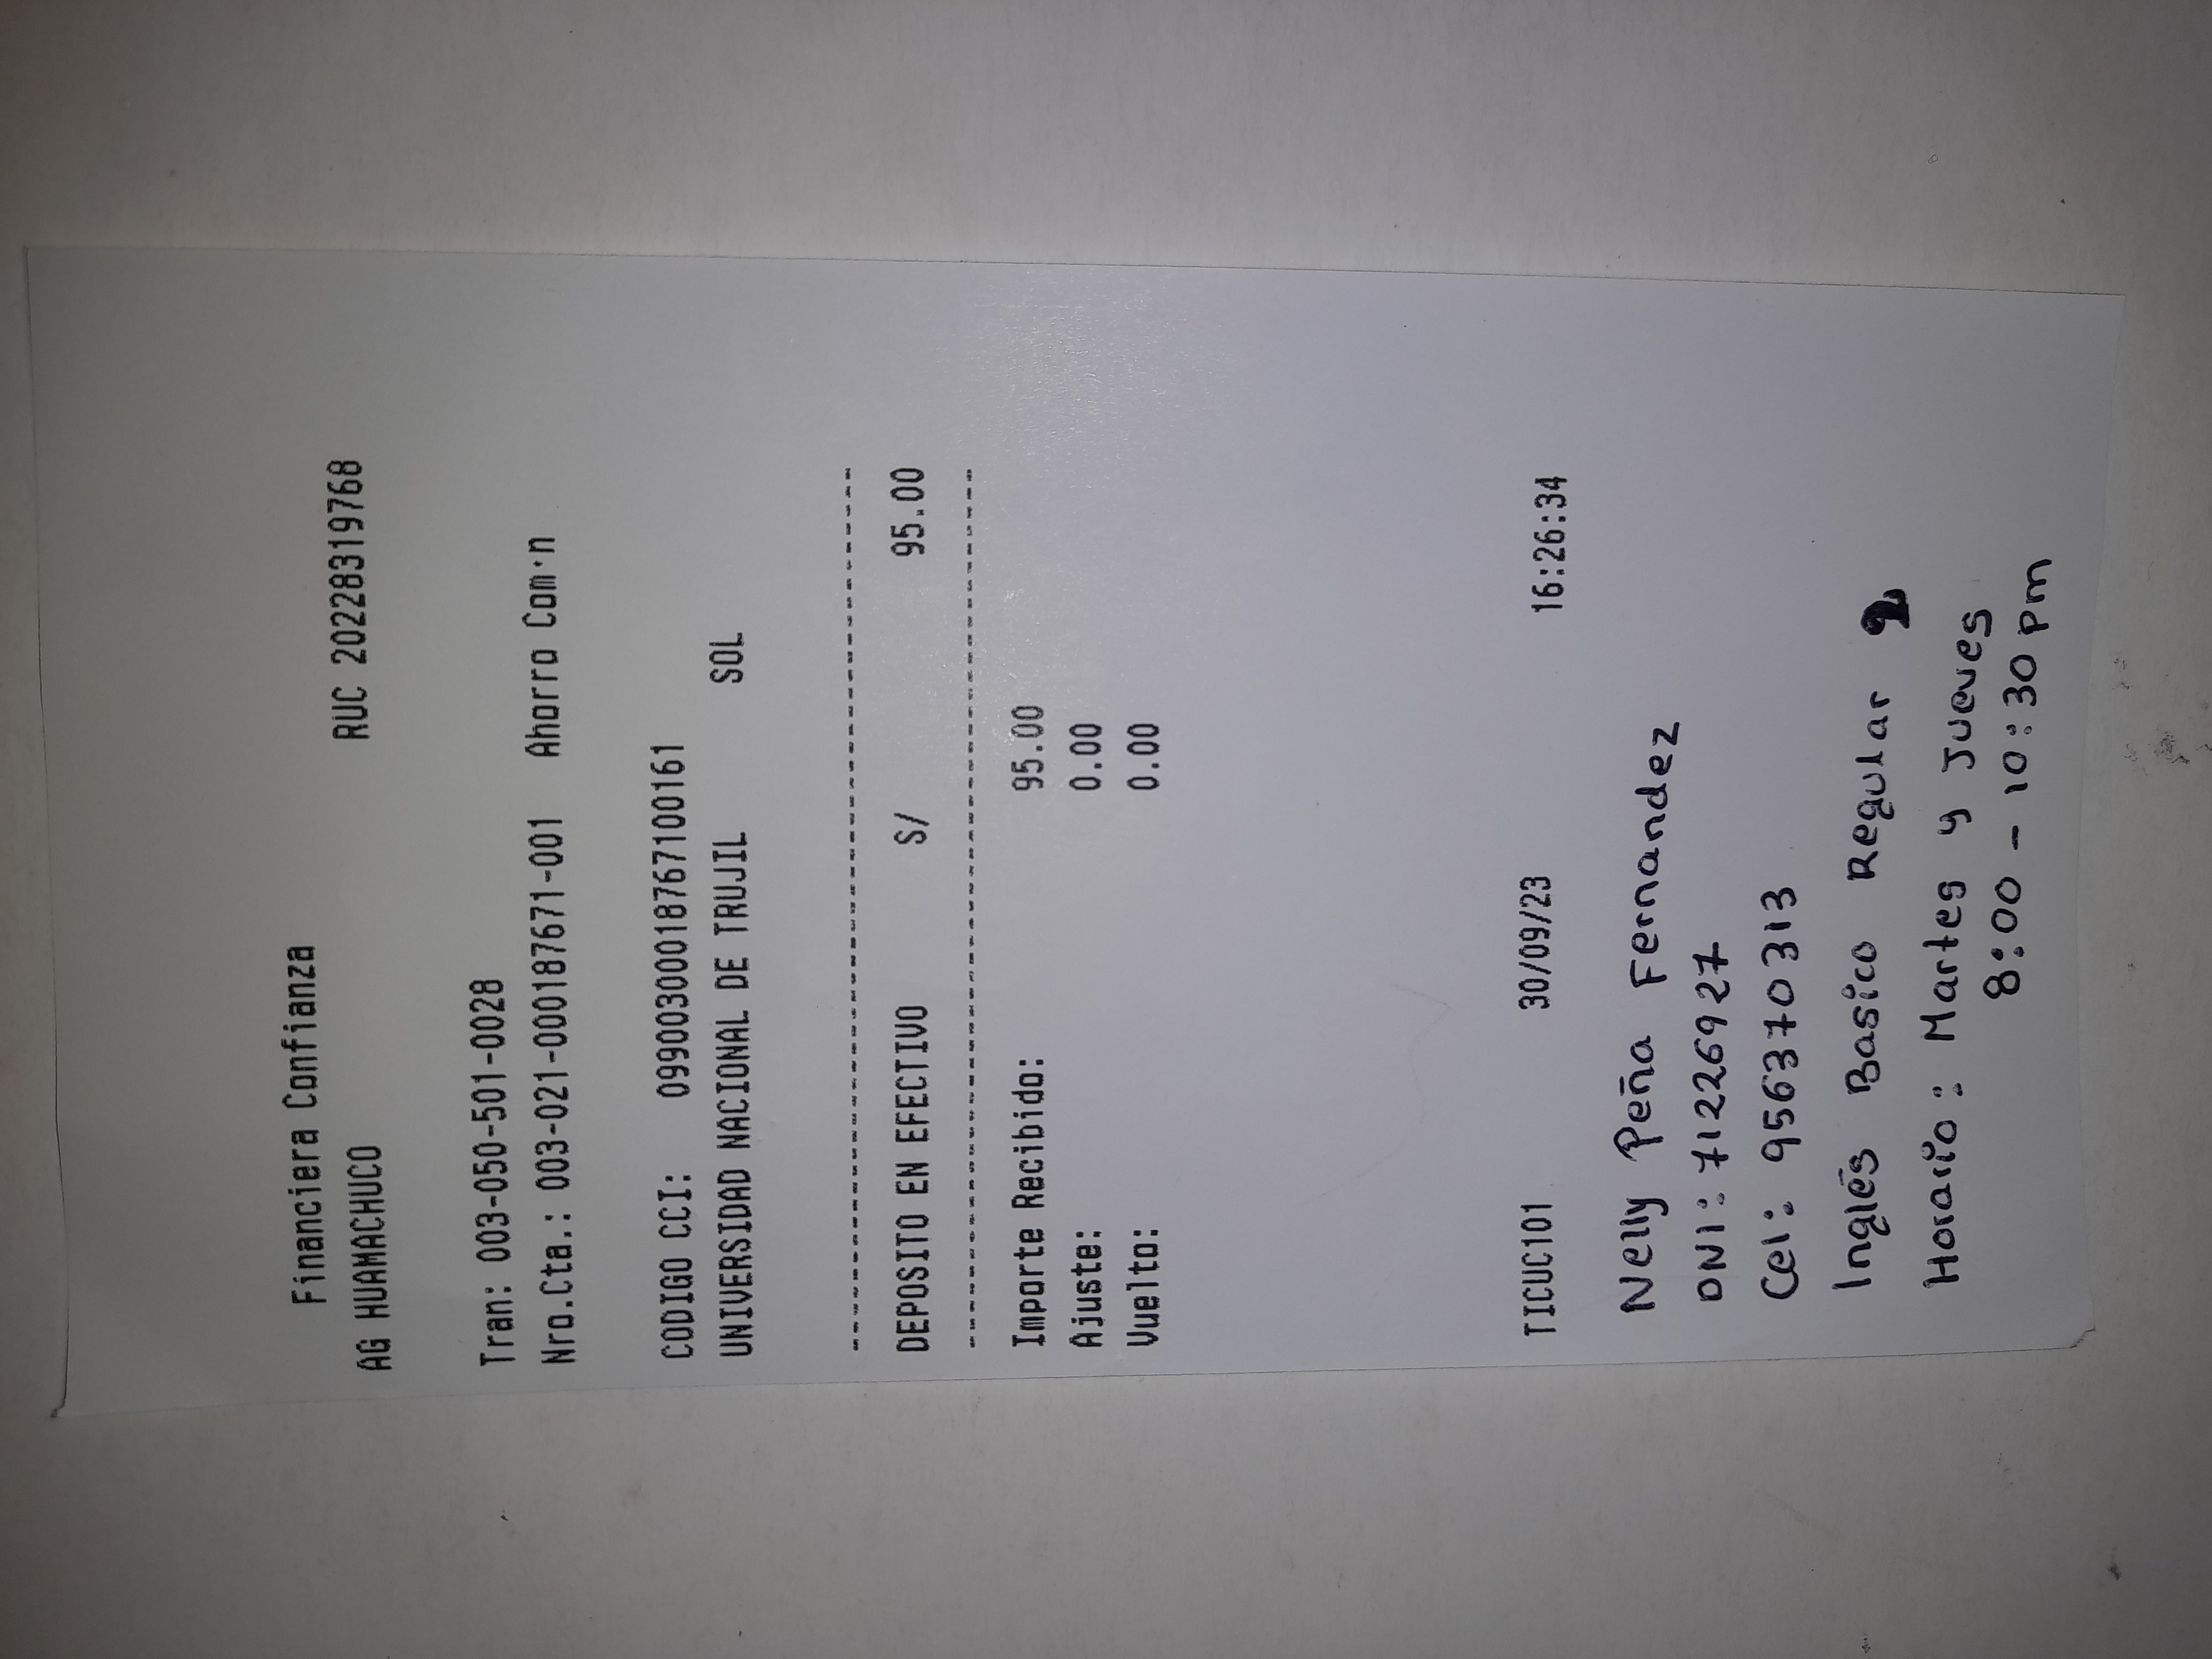 Financiera Confianza
AG HUAMACHUCO RUC 20228319768
Tran: 003-050-501-0028
Nro.Cta.: 003-021-000187671-001 Ahorro Com·n
CODIGO CCI: 09900300018767100161
UNIVERSIDAD NACIONAL DE TRUJIL SOL
DEPOSITO EN EFECTIVO S/ 95.00
Importe Recibido: 95.00
Ajuste: 0.00
Vuelto: 0.00
TICUC101 30/09/23 16:26:34
Nelly Peña Fernandez
DNI: 71226927
Cel: 956370313
Inglés Basico Regular 2
Horario: Martes y Jueves
8:00 - 10:30 pm